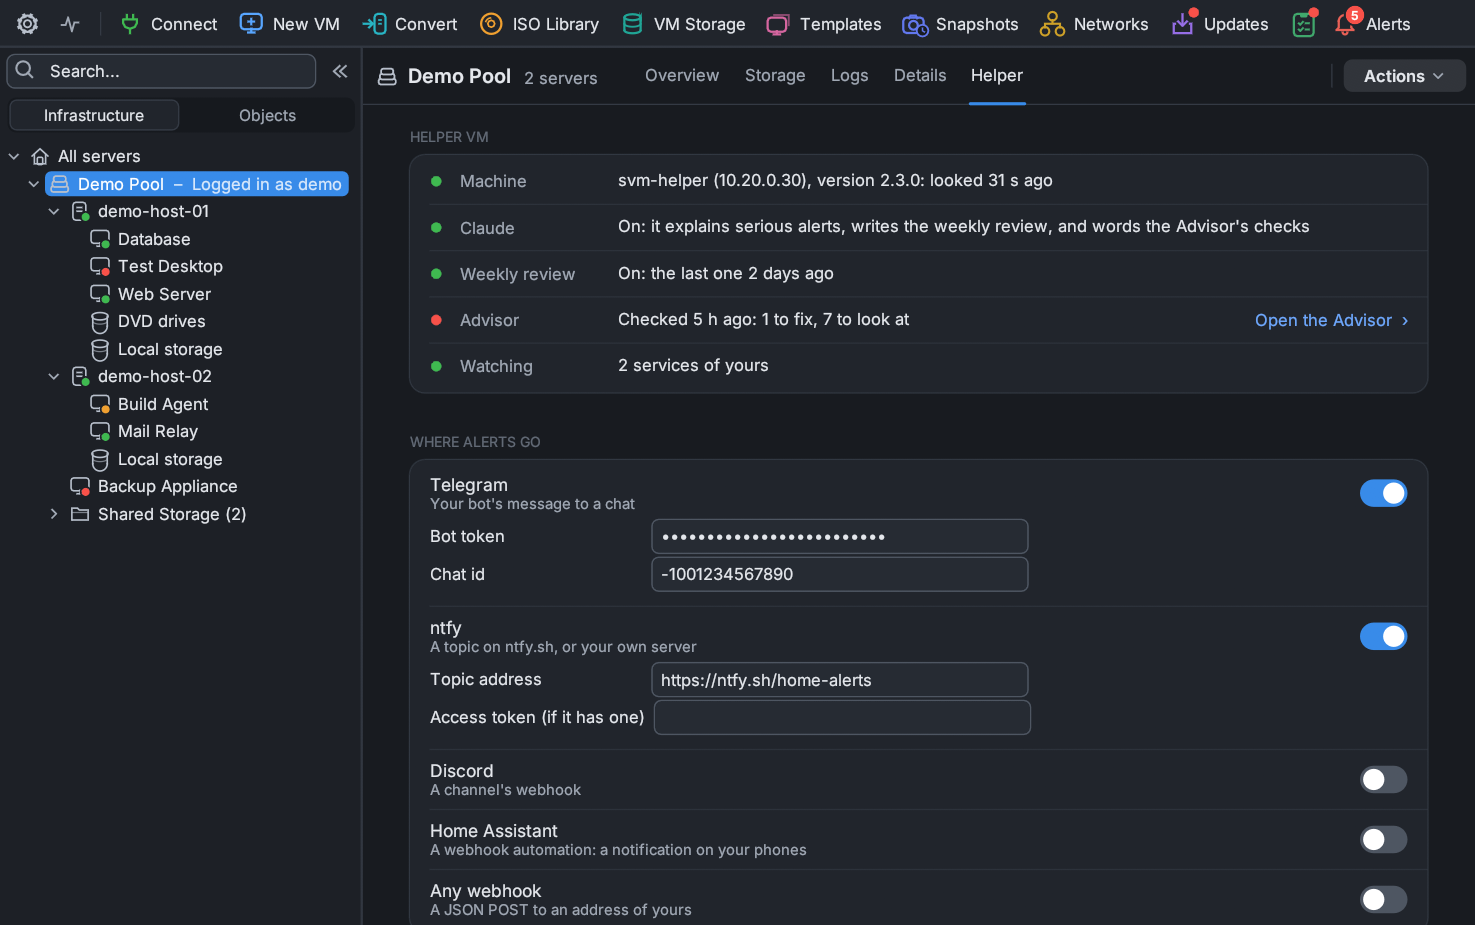 Connect New VM Convert ISO Library VM Storage Templates Snapshots Networks Updates 5 Alerts
Search...
Demo Pool 2 servers Overview Storage Logs Details Helper Actions
Infrastructure Objects
All servers
Demo Pool – Logged in as demo
demo-host-01
Database
Test Desktop
Web Server
DVD drives
Local storage
demo-host-02
Build Agent
Mail Relay
Local storage
Backup Appliance
Shared Storage (2)
HELPER VM
Machine svm-helper (10.20.0.30), version 2.3.0: looked 31 s ago
Claude On: it explains serious alerts, writes the weekly review, and words the Advisor's checks
Weekly review On: the last one 2 days ago
Advisor Checked 5 h ago: 1 to fix, 7 to look at Open the Advisor ›
Watching 2 services of yours
WHERE ALERTS GO
Telegram
Your bot's message to a chat
Bot token •••••••••••••••••••••••••
Chat id -1001234567890
ntfy
A topic on ntfy.sh, or your own server
Topic address https://ntfy.sh/home-alerts
Access token (if it has one)
Discord
A channel's webhook
Home Assistant
A webhook automation: a notification on your phones
Any webhook
A JSON POST to an address of yours